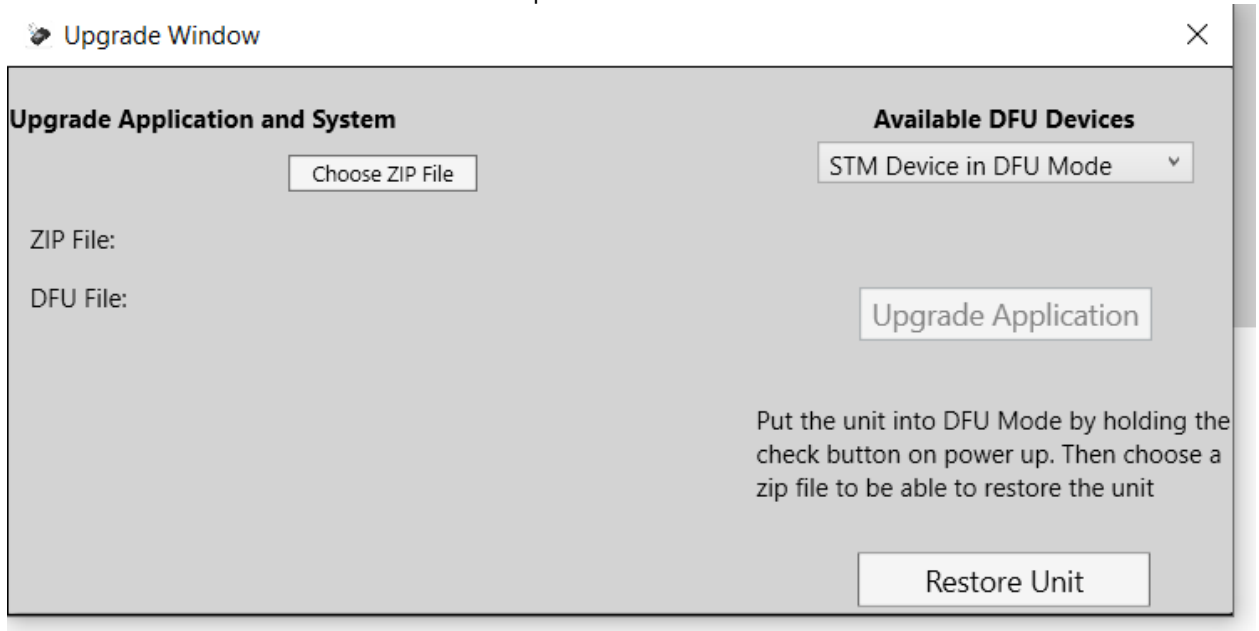 Upgrade Window
Upgrade Application and System
Choose ZIP File
ZIP File:
DFU File:
Available DFU Devices
STM Device in DFU Mode
Upgrade Application
Put the unit into DFU Mode by holding the
check button on power up. Then choose a
zip file to be able to restore the unit
Restore Unit